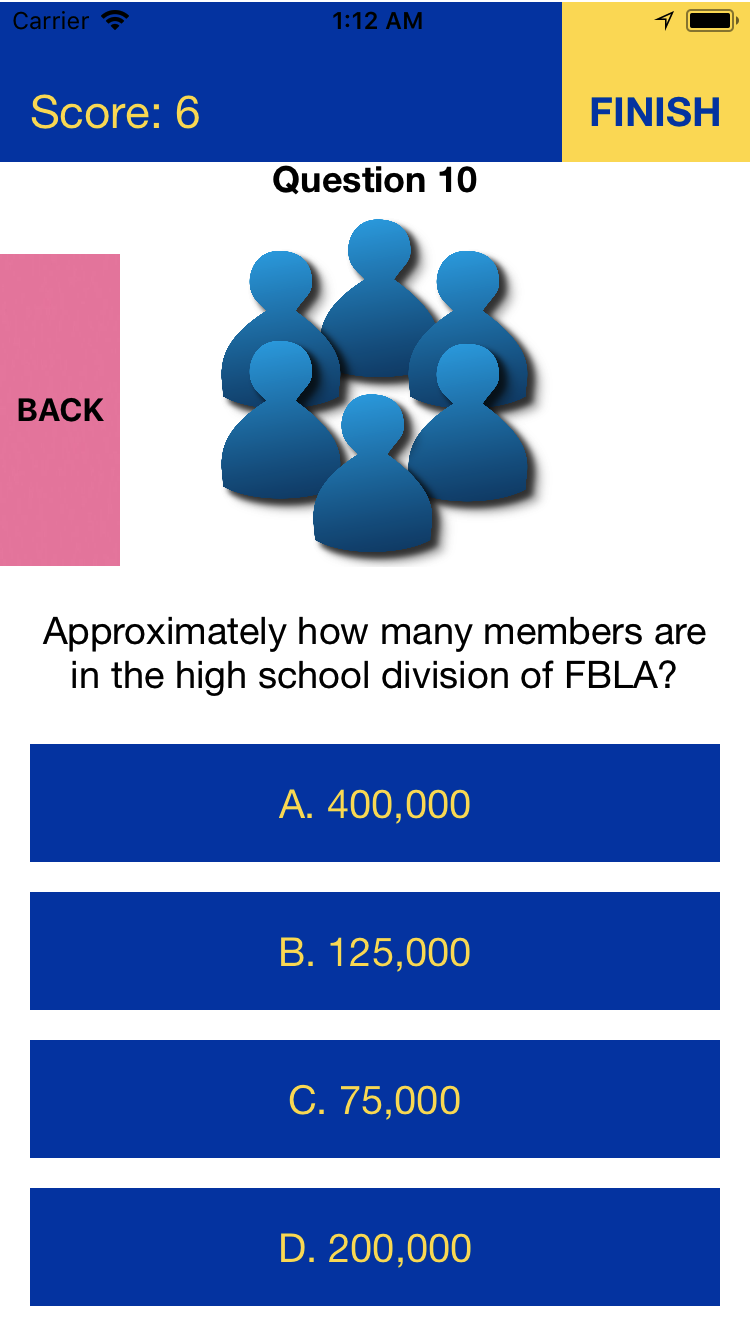 Carrier 1:12 AM
Score: 6 FINISH
Question 10
BACK
Approximately how many members are
in the high school division of FBLA?
A. 400,000
B. 125,000
C. 75,000
D. 200,000